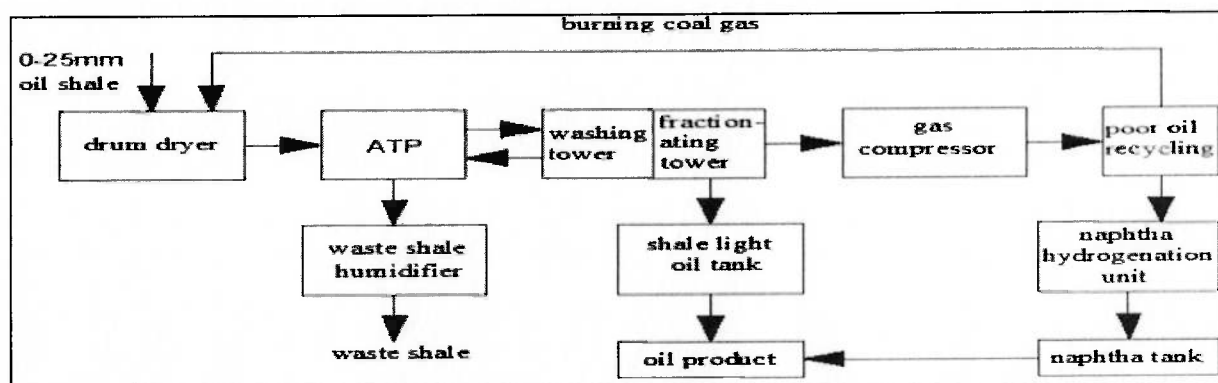 burning coal gas
0-25mm
oil shale
drum dryer
ATP
washing
tower
fraction-
ating
tower
gas
compressor
poor oil
recycling
waste shale
humidifier
shale light
oil tank
naphtha
hydrogenation
unit
waste shale
oil product
naphtha tank